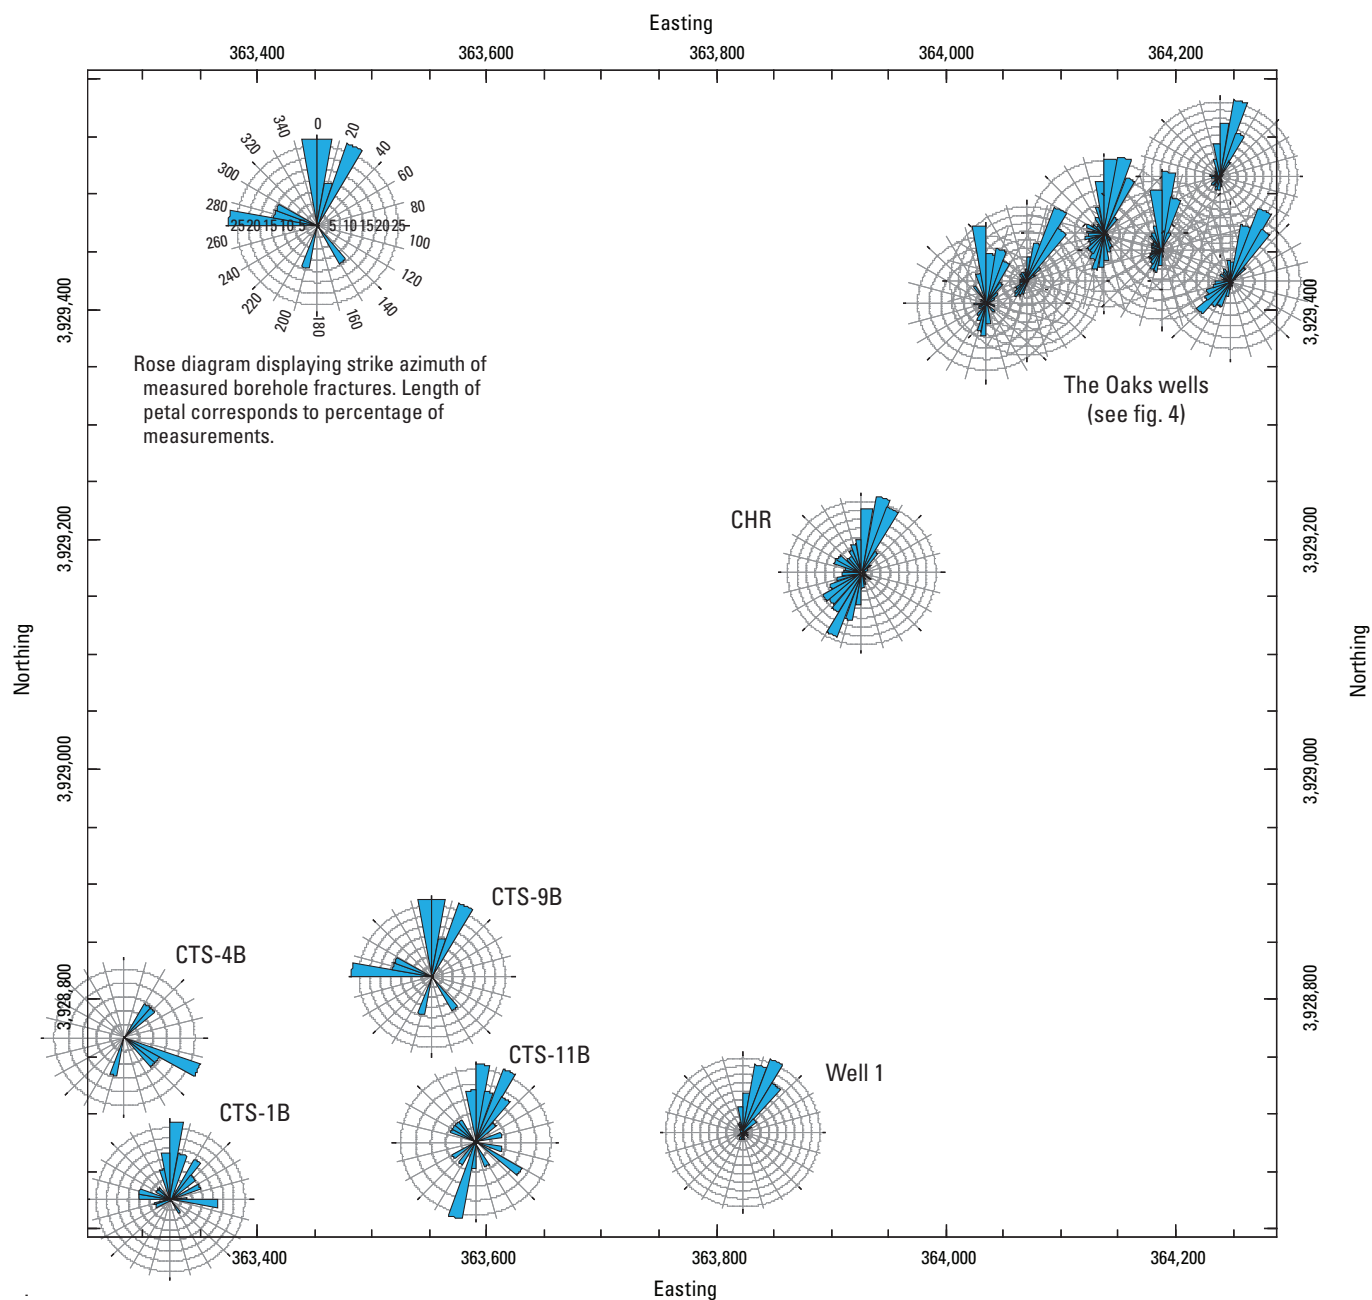 Easting
363,400 363,600 363,800 364,000 364,200
0
340 20
320 40
300 60
280 80
25 20 15 10 5 5 10 15 20 25
260 100
240 120
220 140
200 160
180
3,929,400
3,929,400
Rose diagram displaying strike azimuth of
measured borehole fractures. Length of
petal corresponds to percentage of
measurements.
The Oaks wells
(see fig. 4)
CHR
3,929,200
3,929,200
Northing
Northing
3,929,000
3,929,000
CTS-9B
CTS-4B
3,928,800
3,928,800
CTS-11B
Well 1
CTS-1B
363,400 363,600 363,800 364,000 364,200
Easting